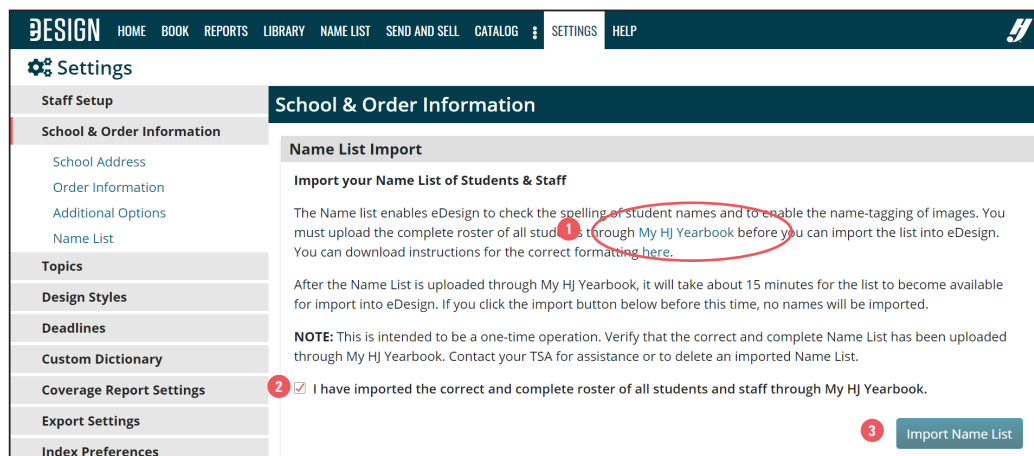 eDESIGN HOME BOOK REPORTS LIBRARY NAME LIST SEND AND SELL CATALOG SETTINGS HELP HJ
Settings
Staff Setup
School & Order Information
School Address
Order Information
Additional Options
Name List
Topics
Design Styles
Deadlines
Custom Dictionary
Coverage Report Settings
Export Settings
Index Preferences
School & Order Information
Name List Import
Import your Name List of Students & Staff
The Name list enables eDesign to check the spelling of student names and to enable the name-tagging of images. You
must upload the complete roster of all students through My HJ Yearbook before you can import the list into eDesign.
You can download instructions for the correct formatting here.
1
After the Name List is uploaded through My HJ Yearbook, it will take about 15 minutes for the list to become available
for import into eDesign. If you click the import button below before this time, no names will be imported.
NOTE: This is intended to be a one-time operation. Verify that the correct and complete Name List has been uploaded
through My HJ Yearbook. Contact your TSA for assistance or to delete an imported Name List.
2 I have imported the correct and complete roster of all students and staff through My HJ Yearbook.
3 Import Name List